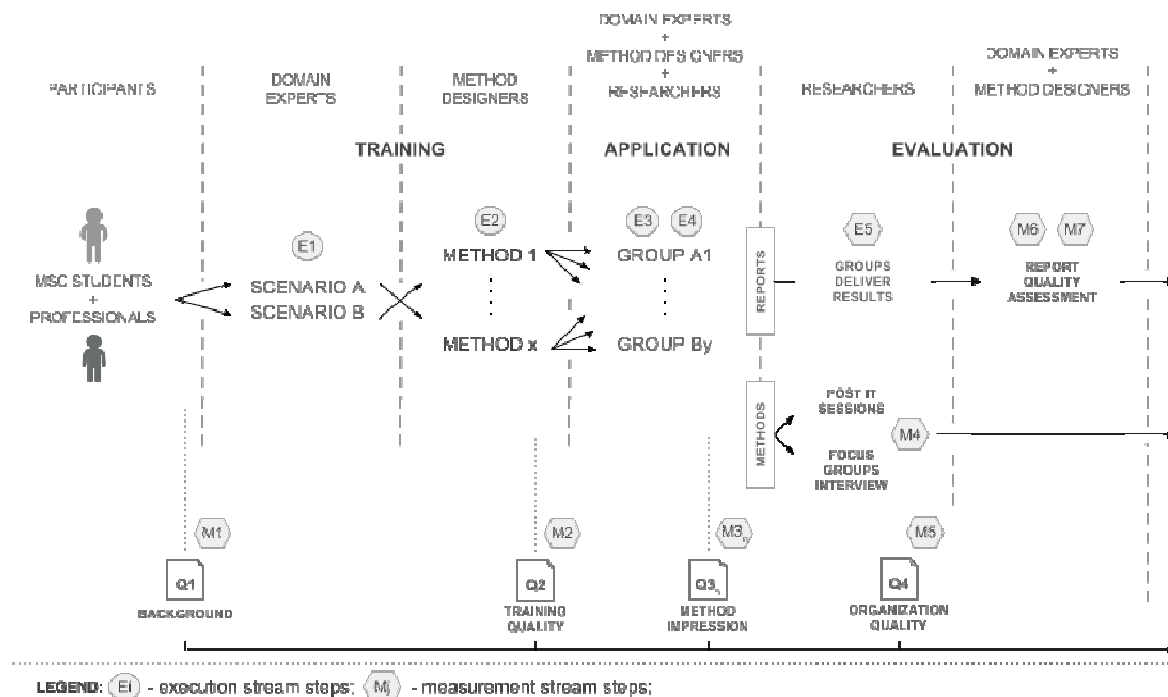 PARTICIPANTS
DOMAIN
EXPERTS
METHOD
DESIGNERS
DOMAIN EXPERTS
+
METHOD DESIGNERS
+
RESEARCHERS
RESEARCHERS
DOMAIN EXPERTS
+
METHOD DESIGNERS
TRAINING
APPLICATION
EVALUATION
MSC STUDENTS
+
PROFESSIONALS
E1
SCENARIO A
SCENARIO B
E2
METHOD 1
METHOD x
E3 E4
GROUP A1
GROUP By
REPORTS
E5
GROUPS
DELIVER
RESULTS
M6 M7
REPORT
QUALITY
ASSESSMENT
METHODS
POST IT
SESSIONS
M4
FOCUS
GROUPS
INTERVIEW
M1
Q1
BACKGROUND
M2
Q2
TRAINING
QUALITY
M3
Q3
METHOD
IMPRESSION
M5
Q4
ORGANIZATION
QUALITY
LEGEND: Ei - execution stream steps; Mj - measurement stream steps;